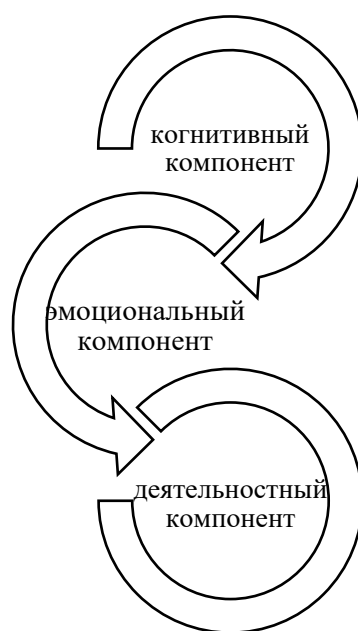 когнитивный
компонент
эмоциональный
компонент
деятельностный
компонент